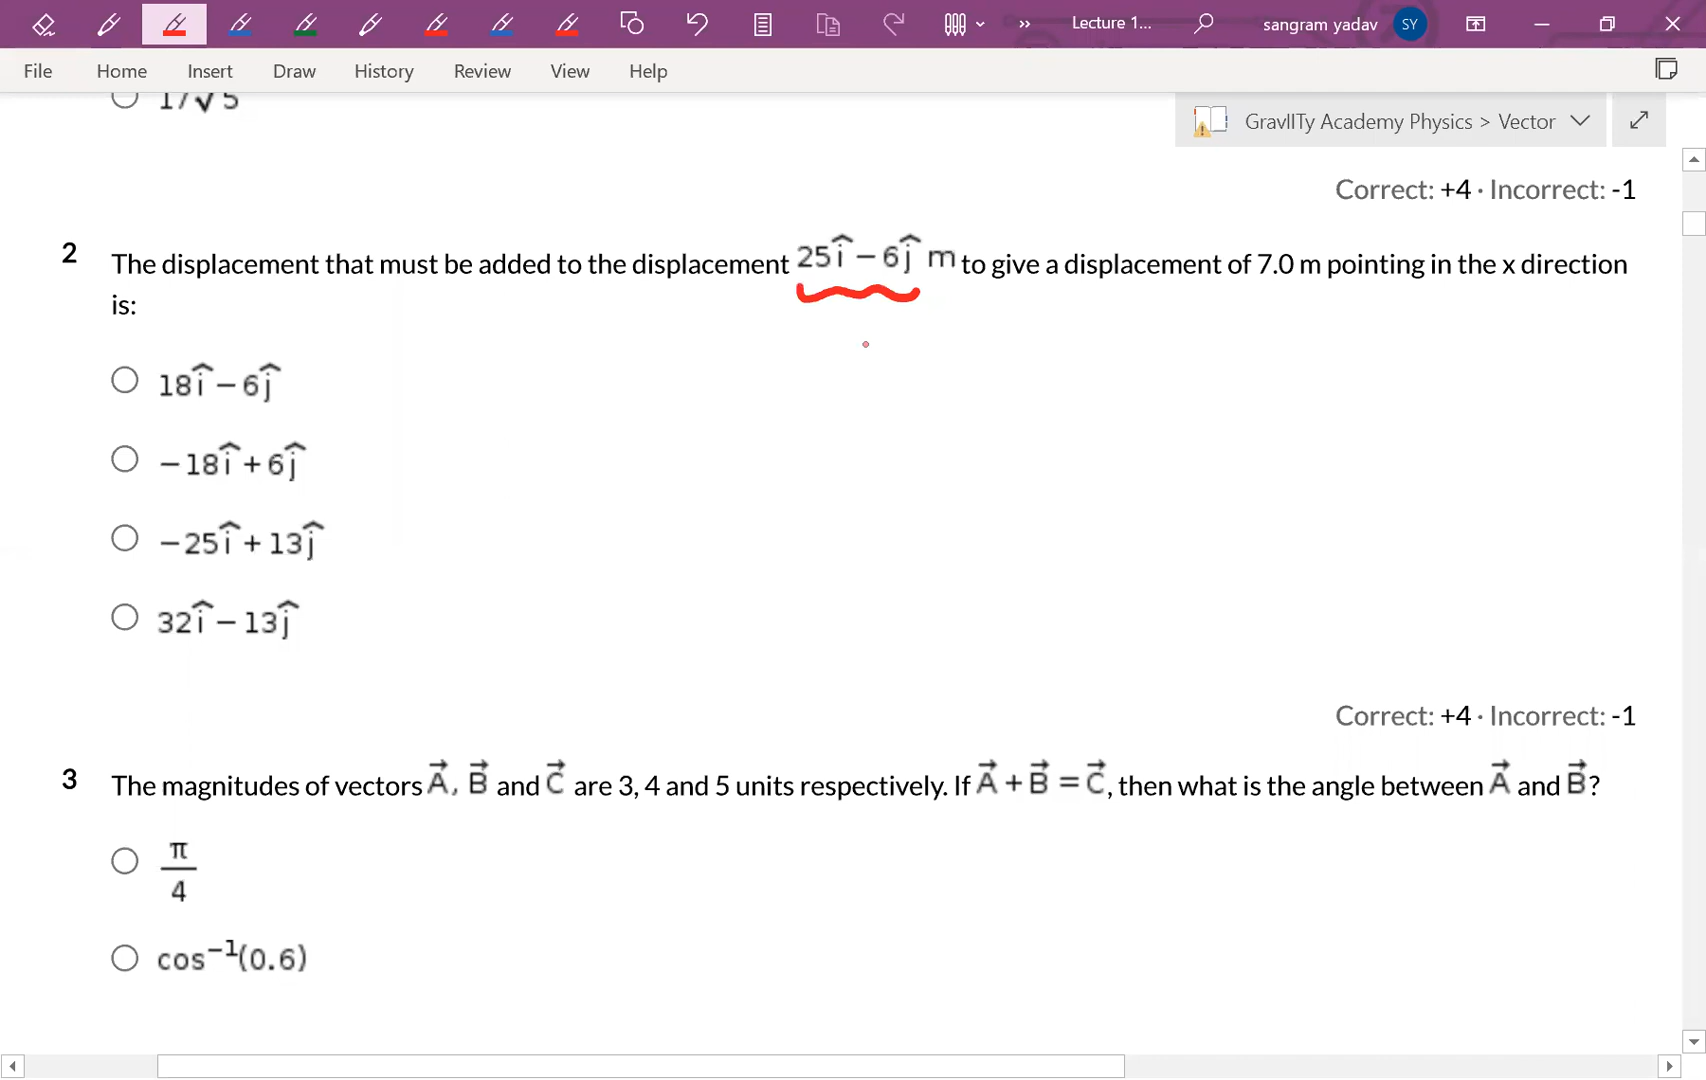 Lecture 1...
sangram yadav
SY
File
Home
Insert
Draw
History
Review
View
Help
17√5
GravIITy Academy Physics > Vector
Correct: +4 · Incorrect: -1
2
The displacement that must be added to the displacement 25î − 6ĵ m to give a displacement of 7.0 m pointing in the x direction
is:
18î − 6ĵ
−18î + 6ĵ
−25î + 13ĵ
32î − 13ĵ
Correct: +4 · Incorrect: -1
3
The magnitudes of vectors A⃗, B⃗ and C⃗ are 3, 4 and 5 units respectively. If A⃗ + B⃗ = C⃗, then what is the angle between A⃗ and B⃗?
π/4
cos⁻¹(0.6)